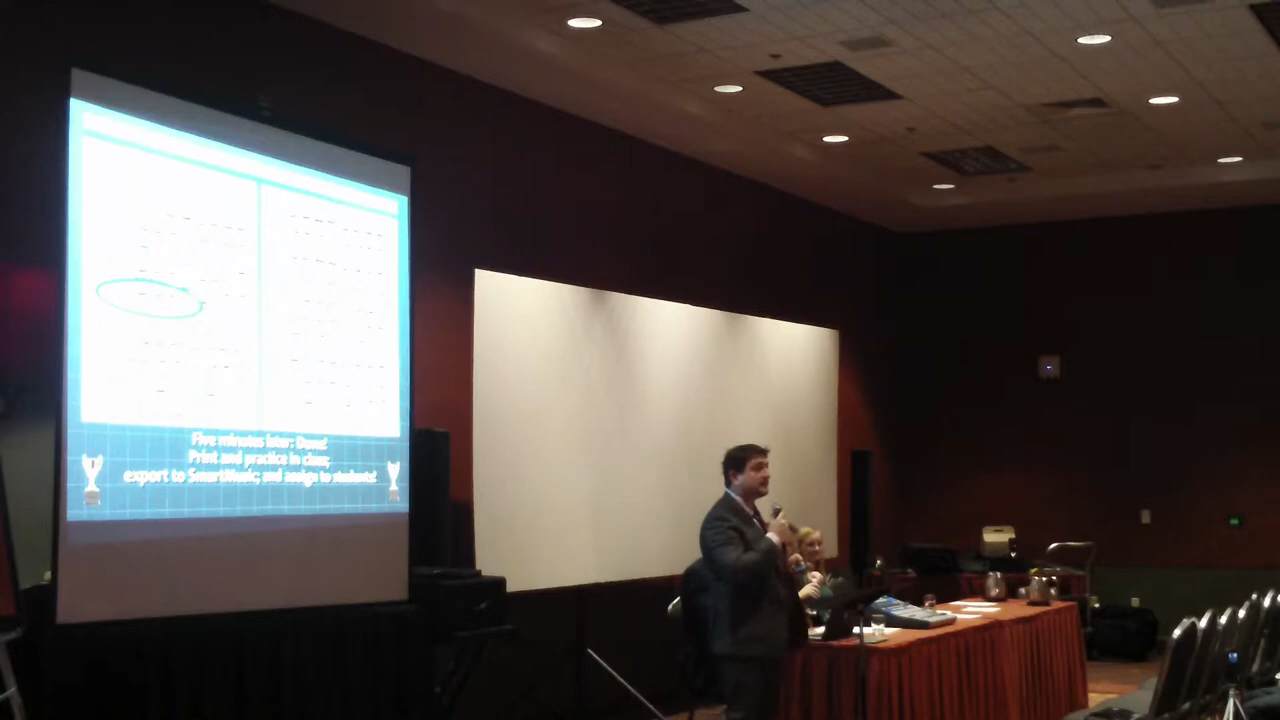 Five minutes later: Done!
Print and practice in class,
export to SmartMusic, and assign to students!